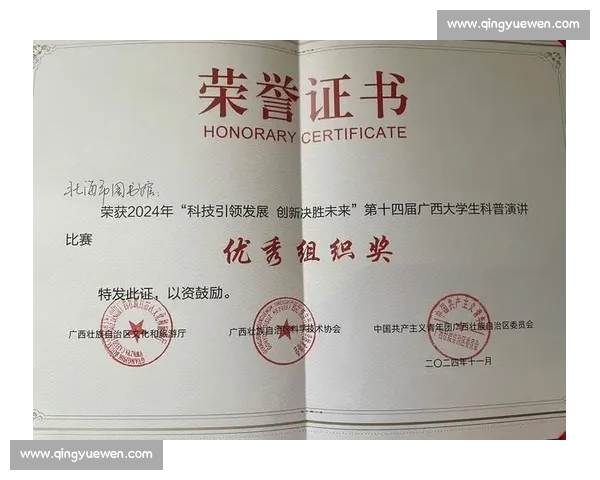 www.qingyuewen.com
荣誉证书
HONORARY CERTIFICATE
北海市图书馆：
荣获2024年“科技引领发展 创新决胜未来”第十四届广西大学生科普演讲
比赛
优秀组织奖
特发此证，以资鼓励。
广西壮族自治区文化和旅游厅 广西壮族自治区科学技术协会 中国共产主义青年团广西壮族自治区委员会
二〇二四年十一月
www.qingyuewen.com